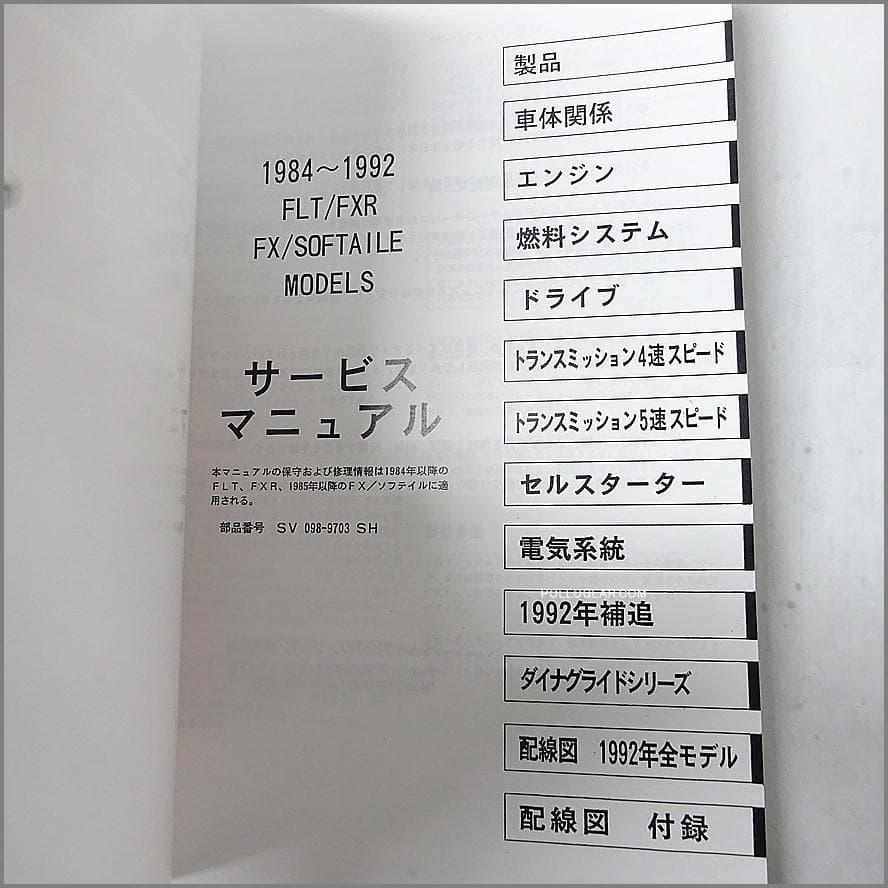 1984～1992
FLT/FXR
FX/SOFTAILE
MODELS
サービス
マニュアル
本マニュアルの保守および修理情報は1984年以降の
ＦＬＴ、ＦＸＲ、1985年以降のＦＸ／ソフテイルに適
用される。
部品番号 SV 098-9703 SH
製品
車体関係
エンジン
燃料システム
ドライブ
トランスミッション4速スピード
トランスミッション5速スピード
セルスターター
電気系統
POLLOGEAR.COM
1992年補追
ダイナグライドシリーズ
配線図 1992年全モデル
配線図 付録